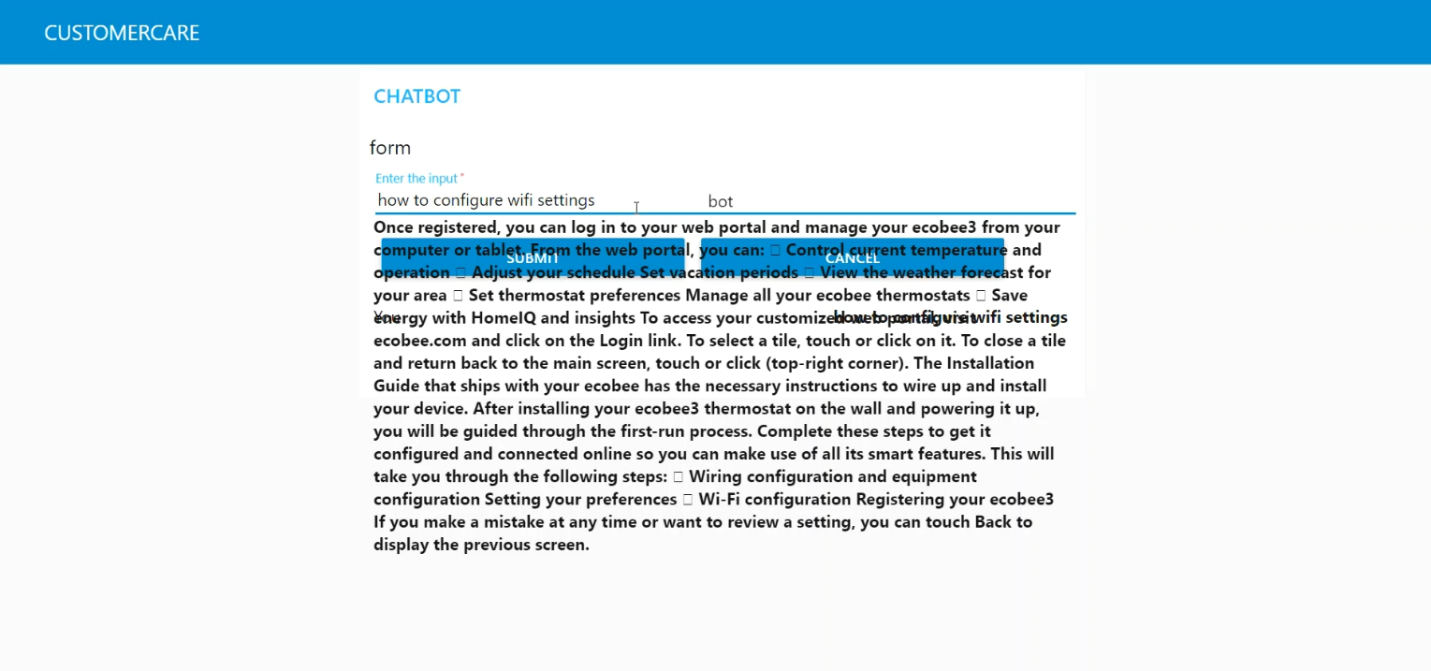 CUSTOMERCARE
CHATBOT
form
Enter the input *
how to configure wifi settings
bot
Once registered, you can log in to your web portal and manage your ecobee3 from your
computer or tablet. From the web portal, you can: □ Control current temperature and
SUBMIT
CANCEL
operation □ Adjust your schedule Set vacation periods □ View the weather forecast for
your area □ Set thermostat preferences Manage all your ecobee thermostats □ Save
You
how to configure wifi settings
energy with HomeIQ and insights To access your customized web portal, visit
ecobee.com and click on the Login link. To select a tile, touch or click on it. To close a tile
and return back to the main screen, touch or click (top-right corner). The Installation
Guide that ships with your ecobee has the necessary instructions to wire up and install
your device. After installing your ecobee3 thermostat on the wall and powering it up,
you will be guided through the first-run process. Complete these steps to get it
configured and connected online so you can make use of all its smart features. This will
take you through the following steps: □ Wiring configuration and equipment
configuration Setting your preferences □ Wi-Fi configuration Registering your ecobee3
If you make a mistake at any time or want to review a setting, you can touch Back to
display the previous screen.